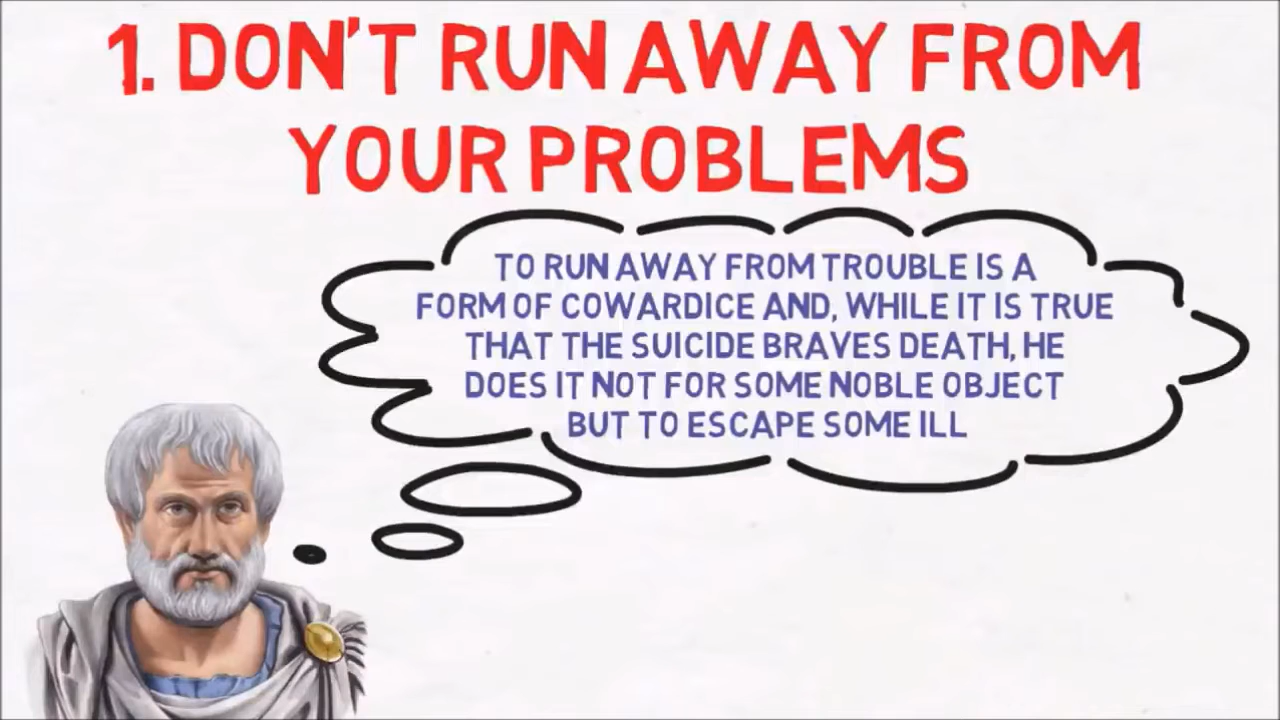 1. DON'T RUN AWAY FROM
YOUR PROBLEMS
TO RUN AWAY FROM TROUBLE IS A
FORM OF COWARDICE AND, WHILE IT IS TRUE
THAT THE SUICIDE BRAVES DEATH, HE
DOES IT NOT FOR SOME NOBLE OBJECT
BUT TO ESCAPE SOME ILL